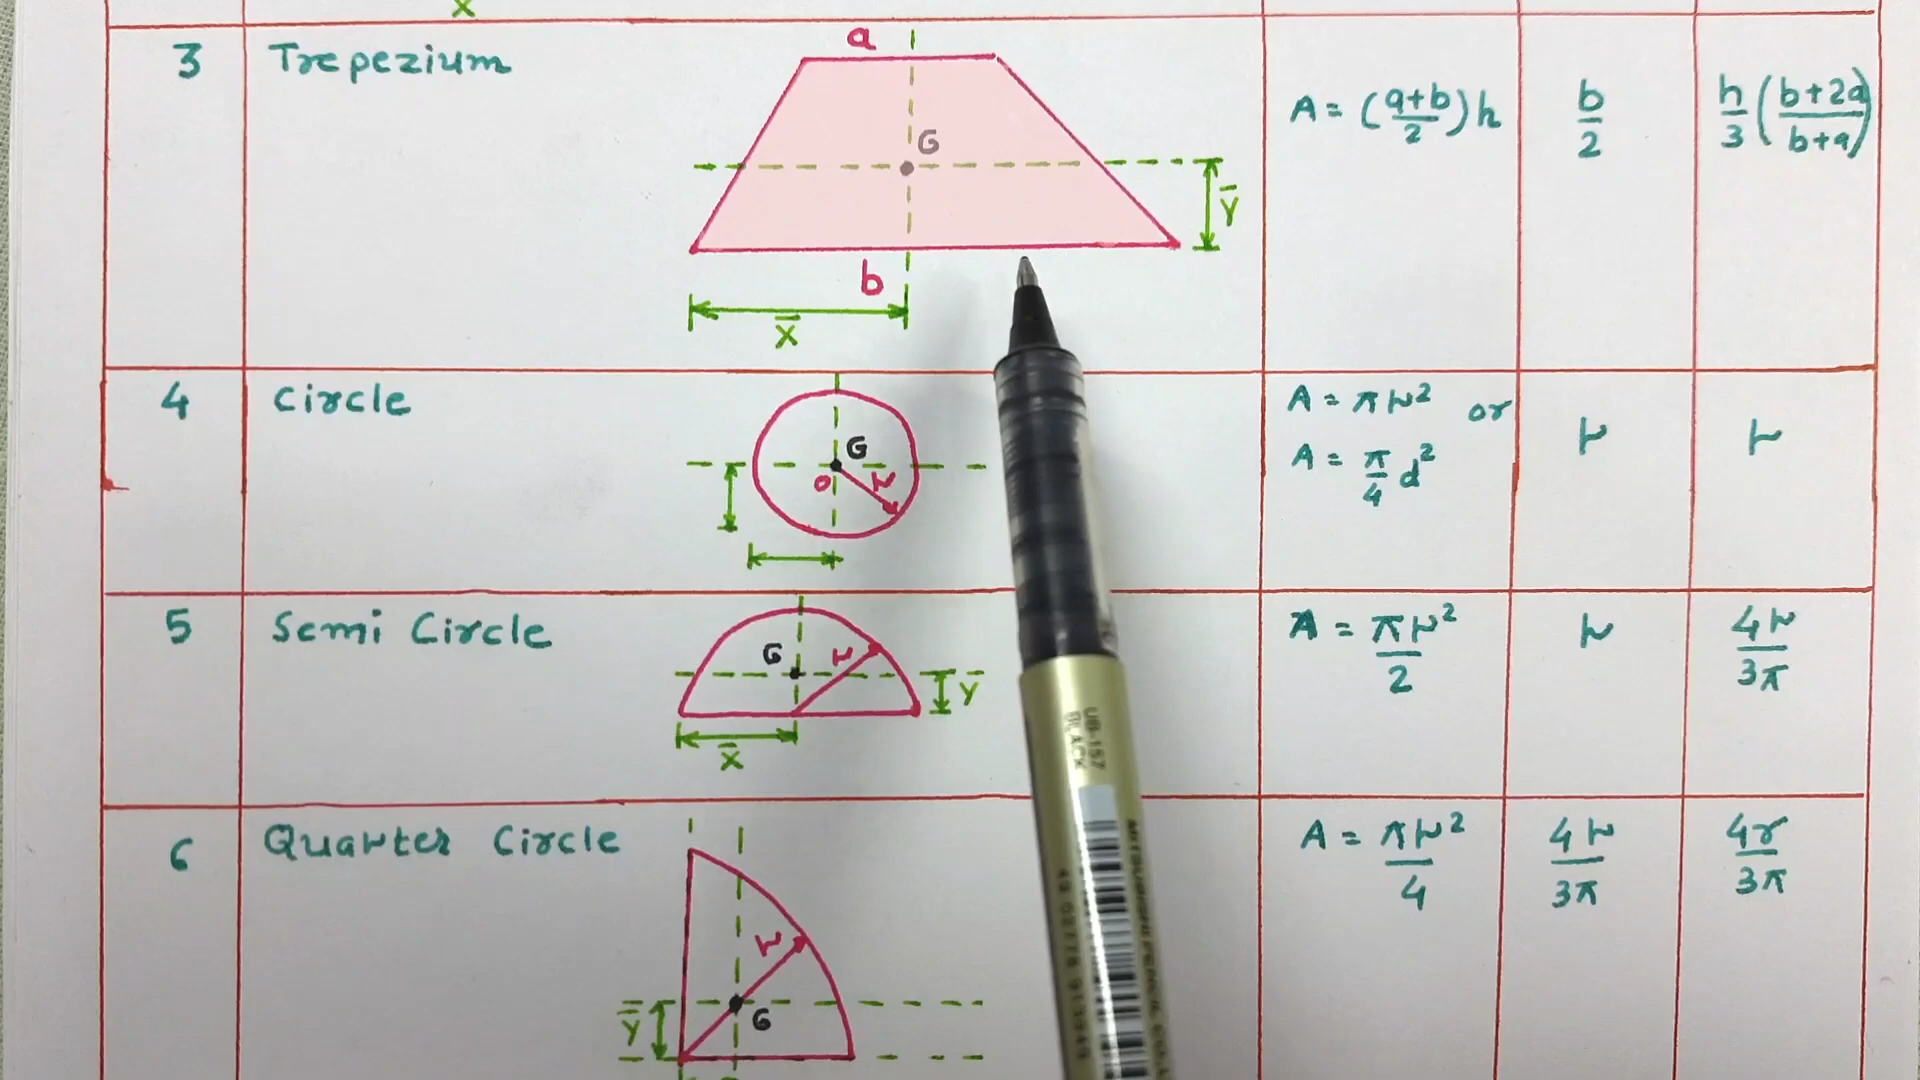 X
3 Trepezium a G b X̄ Ȳ A = (a+b/2)h b/2 h/3 (b+2a/b+a)
4 Circle G o r A = πr² or r r
A = π/4 d²
5 Semi Circle G r X̄ Ȳ A = πr²/2 r 4r/3π
6 Quarter Circle r G Ȳ A = πr²/4 4r/3π 4r/3π
UB-157
BLACK